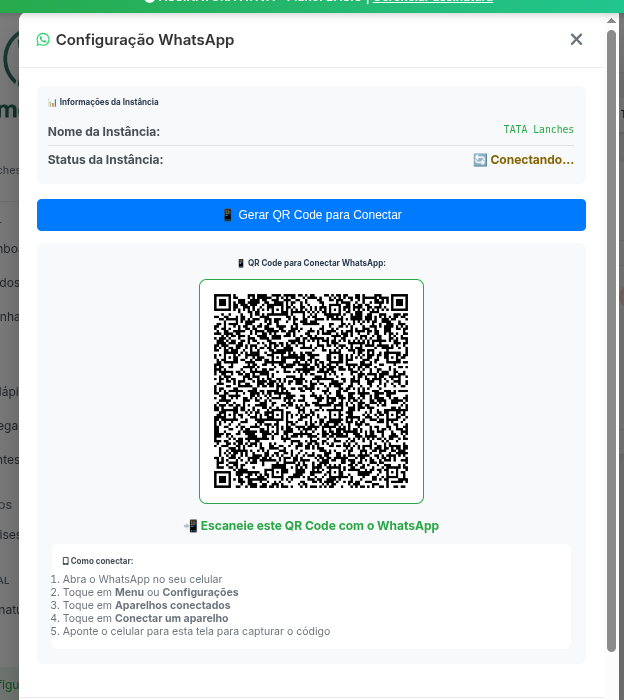 Configuração WhatsApp
Informações da Instância
Nome da Instância: TATA Lanches
Status da Instância: Conectando...
Gerar QR Code para Conectar
QR Code para Conectar WhatsApp:
Escaneie este QR Code com o WhatsApp
Como conectar:
1. Abra o WhatsApp no seu celular
2. Toque em Menu ou Configurações
3. Toque em Aparelhos conectados
4. Toque em Conectar um aparelho
5. Aponte o celular para esta tela para capturar o código